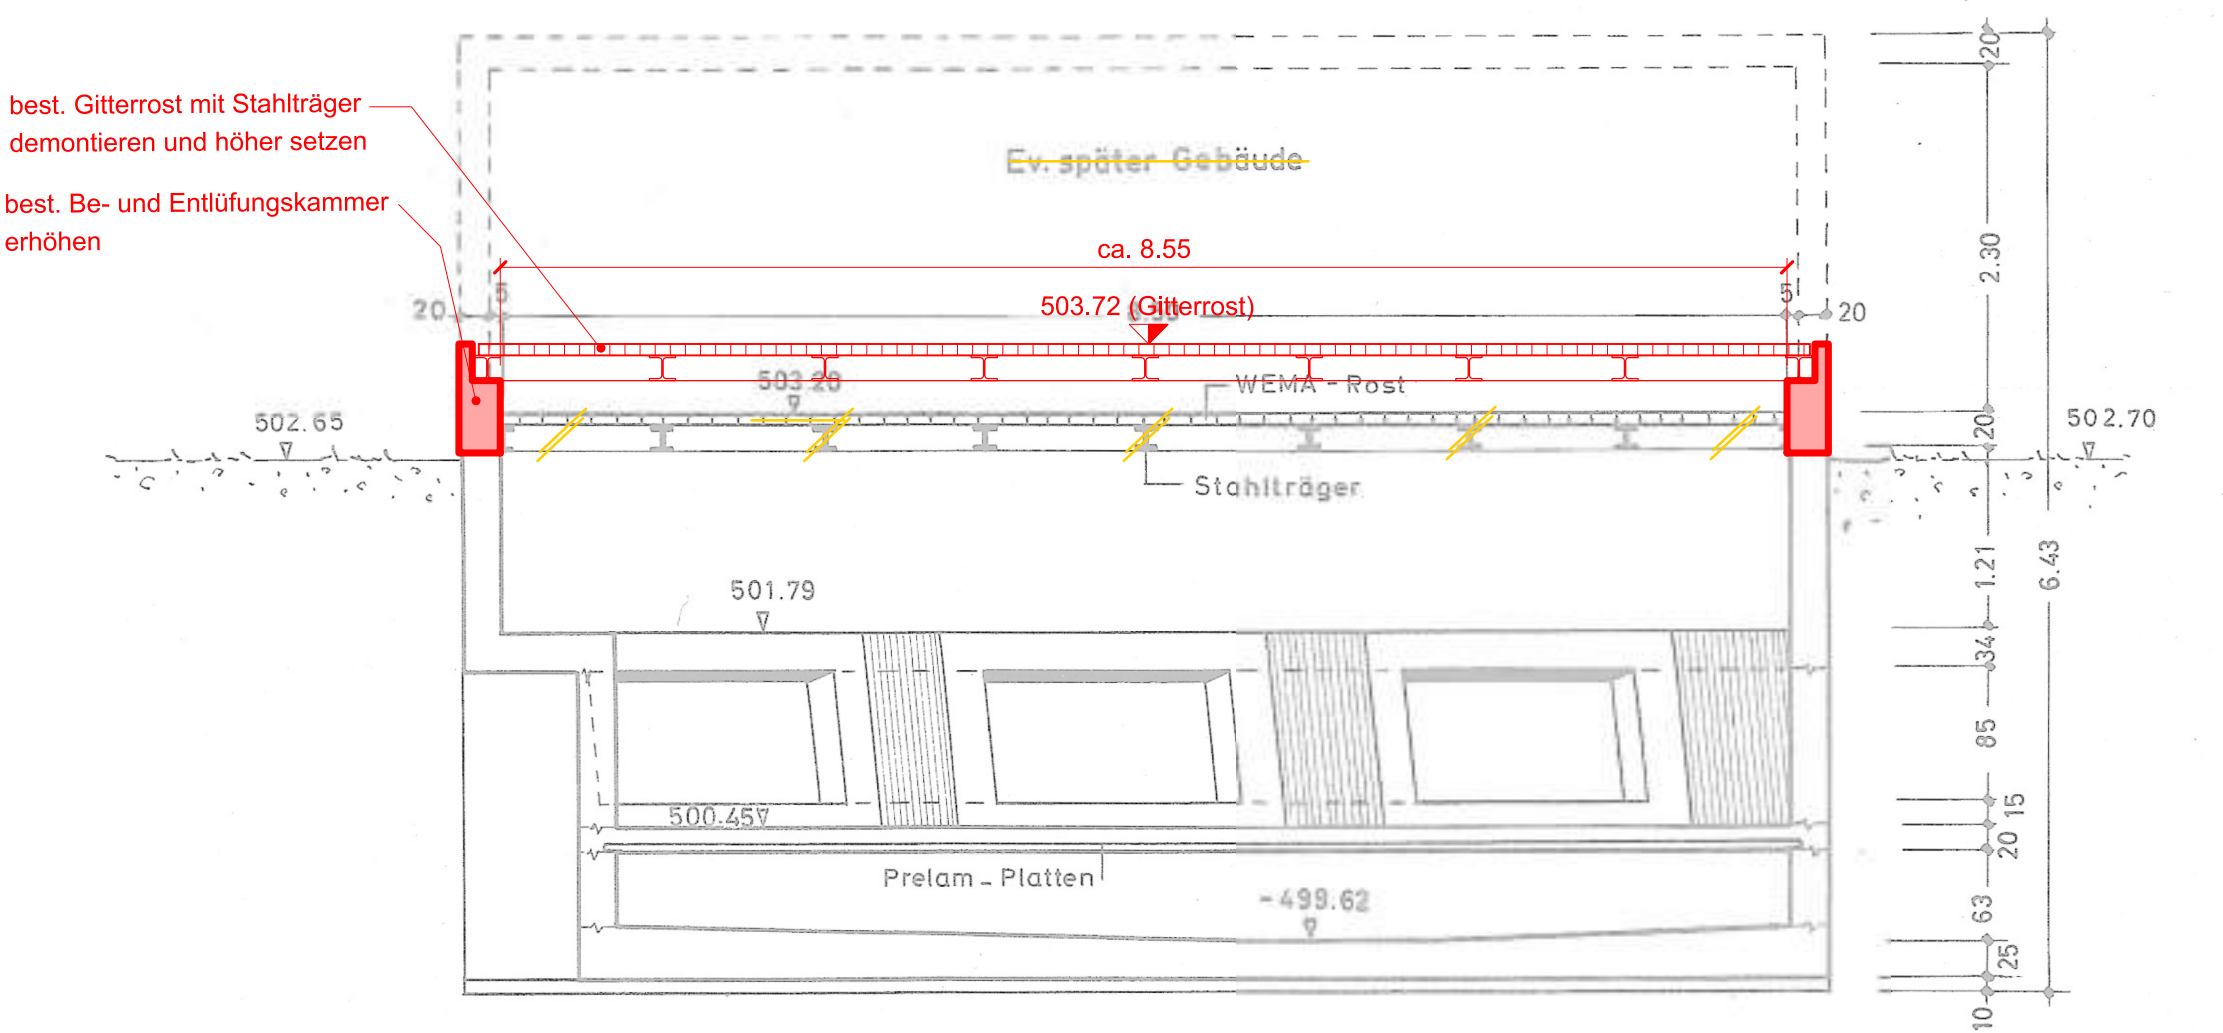 20
best. Gitterrost mit Stahlträger
demontieren und höher setzen
Ev. später Gebäude
best. Be- und Entlüfungskammer
erhöhen
ca. 8.55
2.30
5
5
20
503.72 (Gitterrost)
20
503.20
WEMA - Rost
502.65
20
502.70
Stahlträger
1.21
6.43
501.79
34
85
500.45
15
20
Prelam - Platten
- 499.62
63
25
10